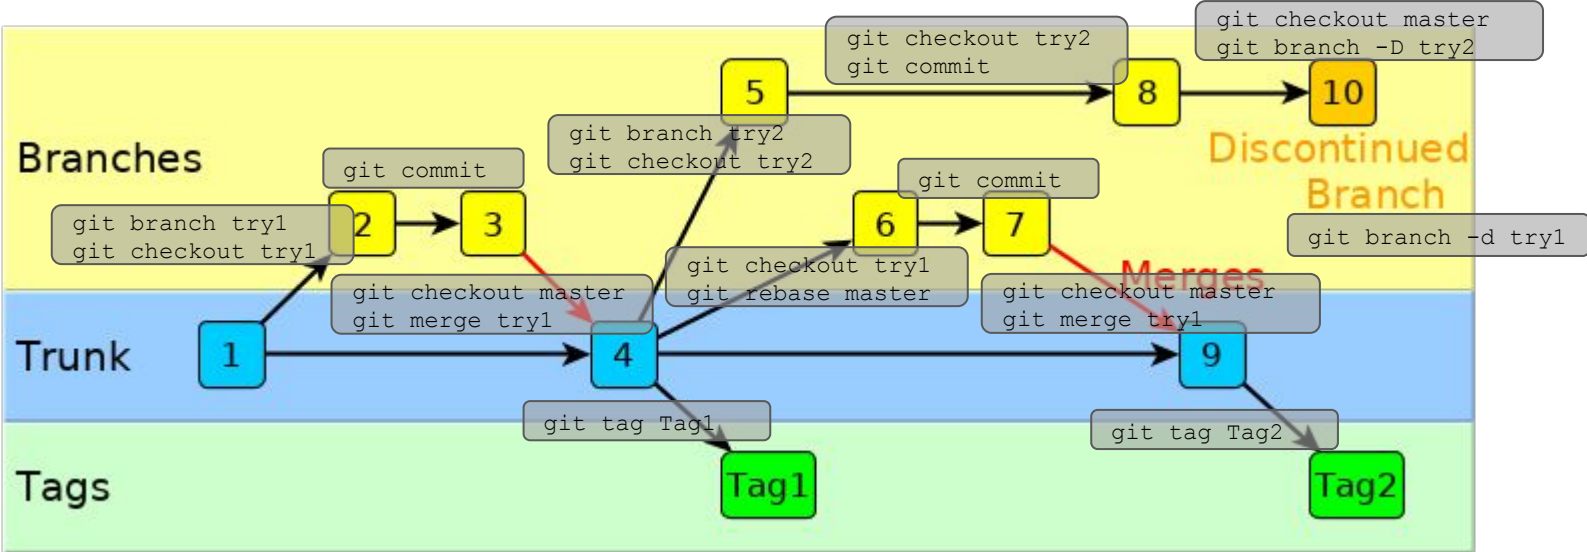 git checkout master
git branch -D try2
git checkout try2
git commit
5
8
10
git branch try2
git checkout try2
Discontinued
Branch
Branches
git commit
git commit
2
3
6
7
git branch try1
git checkout try1
git branch -d try1
git checkout try1
git rebase master
Merges
git checkout master
git merge try1
git checkout master
git merge try1
Trunk
1
4
9
git tag Tag1
git tag Tag2
Tags
Tag1
Tag2